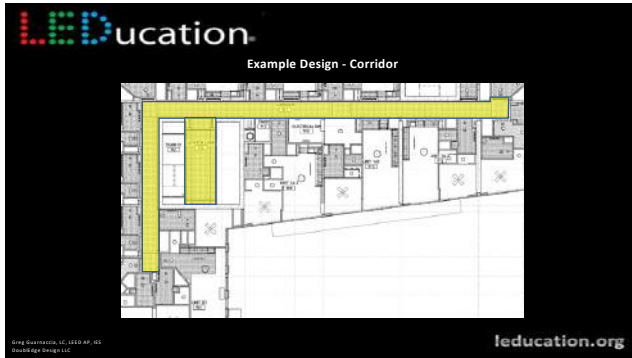 LEDucation
Example Design - Corridor
Greg Guarnaccia, LC, LEED AP, IES
DoubleEdge Design LLC
leducation.org